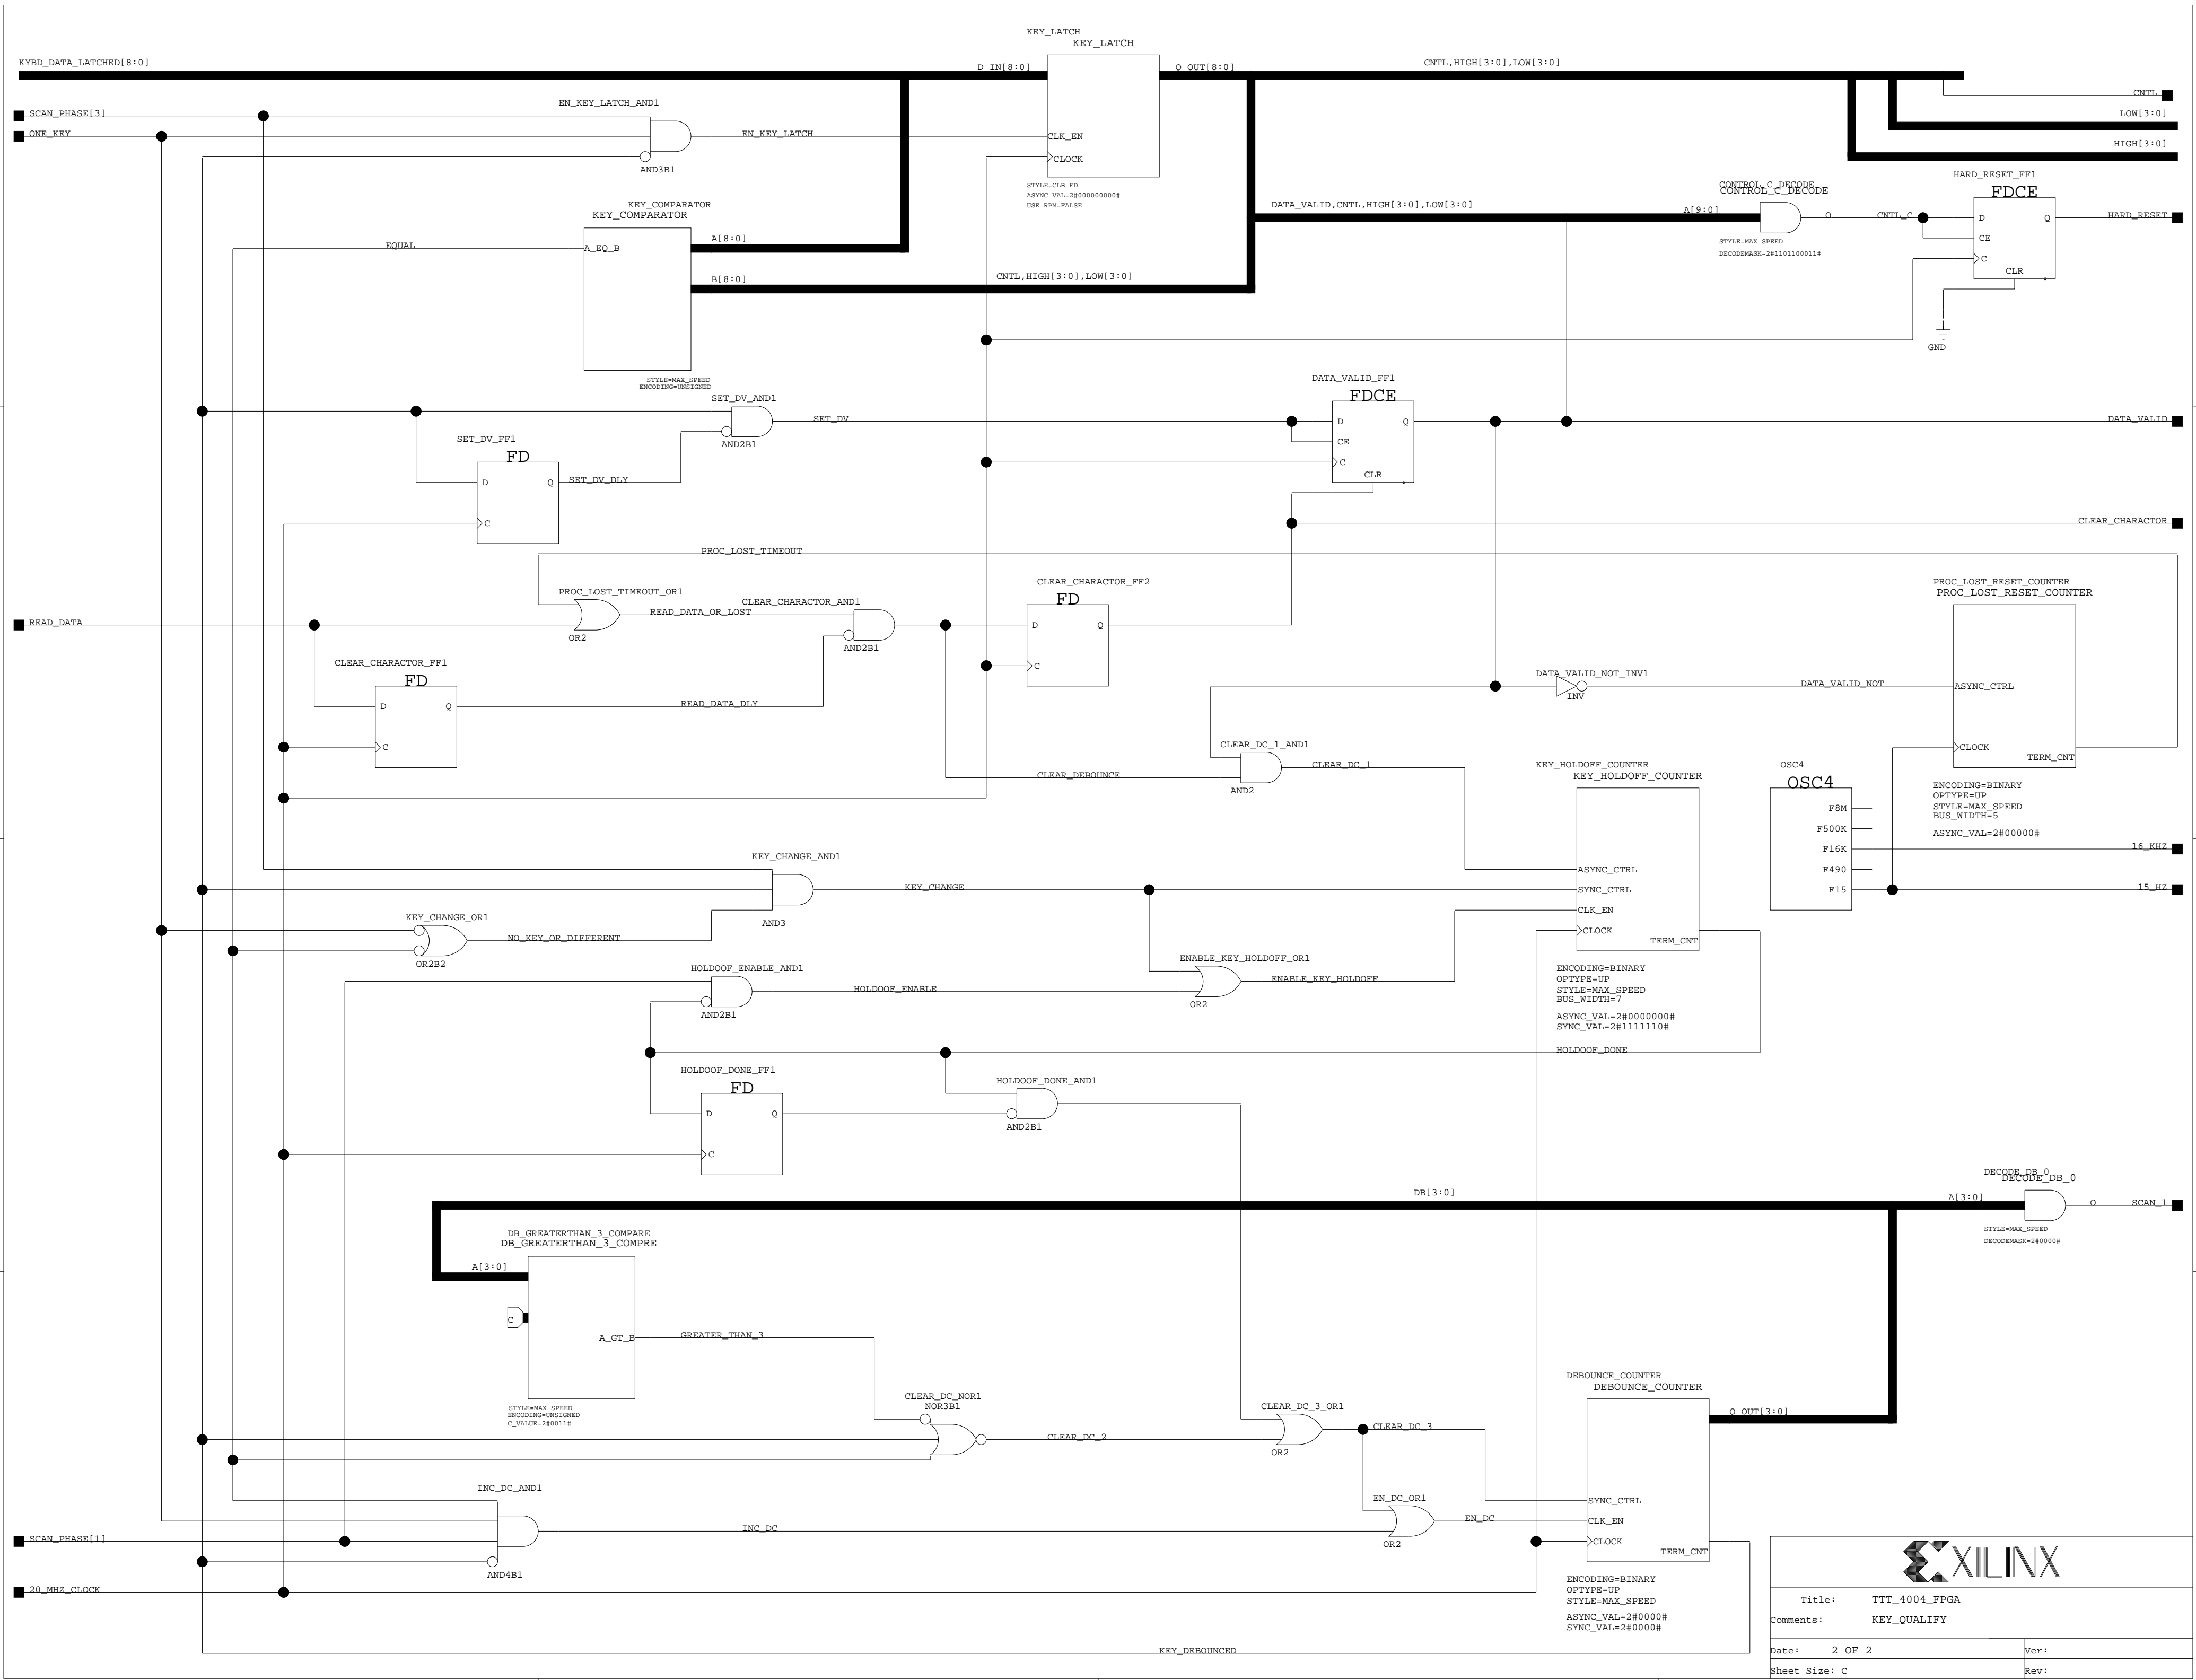 KEY_LATCH
KEY_LATCH
KYBD_DATA_LATCHED[8:0]
D_IN[8:0]
Q_OUT[8:0]
CNTL,HIGH[3:0],LOW[3:0]
CNTL
SCAN_PHASE[3]
EN_KEY_LATCH_AND1
LOW[3:0]
ONE_KEY
EN_KEY_LATCH
CLK_EN
HIGH[3:0]
CLOCK
AND3B1
STYLE=CLB_FD
ASYNC_VAL=2#000000000#
USE_RPM=FALSE
CONTROL_C_DECODE
CONTROL_C_DECODE
HARD_RESET_FF1
FDCE
KEY_COMPARATOR
KEY_COMPARATOR
DATA_VALID,CNTL,HIGH[3:0],LOW[3:0]
A[9:0]
O
CNTL_C
D
Q
HARD_RESET
CE
C
CLR
STYLE=MAX_SPEED
DECODEMASK=2#1101100011#
EQUAL
A_EQ_B
A[8:0]
B[8:0]
CNTL,HIGH[3:0],LOW[3:0]
GND
STYLE=MAX_SPEED
ENCODING=UNSIGNED
DATA_VALID_FF1
FDCE
SET_DV_AND1
SET_DV
D
Q
DATA_VALID
CE
C
CLR
AND2B1
SET_DV_FF1
FD
D
Q
SET_DV_DLY
C
CLEAR_CHARACTOR
PROC_LOST_TIMEOUT
PROC_LOST_TIMEOUT_OR1
CLEAR_CHARACTOR_AND1
CLEAR_CHARACTOR_FF2
FD
PROC_LOST_RESET_COUNTER
PROC_LOST_RESET_COUNTER
READ_DATA
READ_DATA_OR_LOST
OR2
AND2B1
D
Q
C
CLEAR_CHARACTOR_FF1
FD
D
Q
READ_DATA_DLY
C
DATA_VALID_NOT_INV1
INV
DATA_VALID_NOT
ASYNC_CTRL
CLOCK
TERM_CNT
CLEAR_DC_1_AND1
CLEAR_DC_1
CLEAR_DEBOUNCE
AND2
KEY_HOLDOFF_COUNTER
KEY_HOLDOFF_COUNTER
OSC4
OSC4
F8M
F500K
F16K
F490
F15
ENCODING=BINARY
OPTYPE=UP
STYLE=MAX_SPEED
BUS_WIDTH=5
ASYNC_VAL=2#00000#
16_KHZ
15_HZ
KEY_CHANGE_AND1
KEY_CHANGE
AND3
ASYNC_CTRL
SYNC_CTRL
CLK_EN
CLOCK
TERM_CNT
KEY_CHANGE_OR1
NO_KEY_OR_DIFFERENT
OR2B2
HOLDOOF_ENABLE_AND1
HOLDOOF_ENABLE
AND2B1
ENABLE_KEY_HOLDOFF_OR1
ENABLE_KEY_HOLDOFF
OR2
ENCODING=BINARY
OPTYPE=UP
STYLE=MAX_SPEED
BUS_WIDTH=7
ASYNC_VAL=2#0000000#
SYNC_VAL=2#1111110#
HOLDOOF_DONE
HOLDOOF_DONE_FF1
FD
D
Q
C
HOLDOOF_DONE_AND1
AND2B1
DB[3:0]
DECODE_DB_0
DECODE_DB_0
A[3:0]
O
SCAN_1
STYLE=MAX_SPEED
DECODEMASK=2#0000#
DB_GREATERTHAN_3_COMPARE
DB_GREATERTHAN_3_COMPRE
A[3:0]
C
A_GT_B
GREATER_THAN_3
STYLE=MAX_SPEED
ENCODING=UNSIGNED
C_VALUE=2#0011#
CLEAR_DC_NOR1
NOR3B1
CLEAR_DC_2
CLEAR_DC_3_OR1
CLEAR_DC_3
OR2
DEBOUNCE_COUNTER
DEBOUNCE_COUNTER
Q_OUT[3:0]
INC_DC_AND1
INC_DC
AND4B1
EN_DC_OR1
EN_DC
OR2
SYNC_CTRL
CLK_EN
CLOCK
TERM_CNT
SCAN_PHASE[1]
20_MHZ_CLOCK
ENCODING=BINARY
OPTYPE=UP
STYLE=MAX_SPEED
ASYNC_VAL=2#0000#
SYNC_VAL=2#0000#
KEY_DEBOUNCED
XILINX
Title: TTT_4004_FPGA
Comments: KEY_QUALIFY
Date: 2 OF 2
Ver:
Sheet Size: C
Rev: